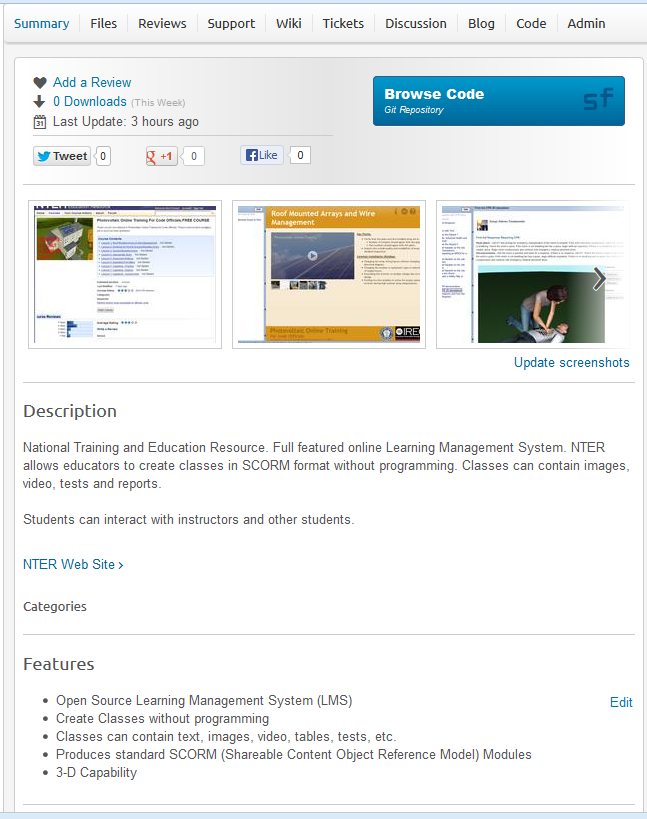 Summary Files Reviews Support Wiki Tickets Discussion Blog Code Admin
Add a Review
0 Downloads (This Week)
31 Last Update: 3 hours ago
Browse Code
Git Repository
sf
Tweet 0 g +1 0 Like 0
Photovoltaic Online Training For Code Officials FREE COURSE
Roof Mounted Arrays and Wire
Management
Photovoltaic Online Training
Update screenshots
Description
National Training and Education Resource. Full featured online Learning Management System. NTER
allows educators to create classes in SCORM format without programming. Classes can contain images,
video, tests and reports.
Students can interact with instructors and other students.
NTER Web Site ›
Categories
Features
Open Source Learning Management System (LMS)
Edit
Create Classes without programming
Classes can contain text, images, video, tables, tests, etc.
Produces standard SCORM (Shareable Content Object Reference Model) Modules
3-D Capability